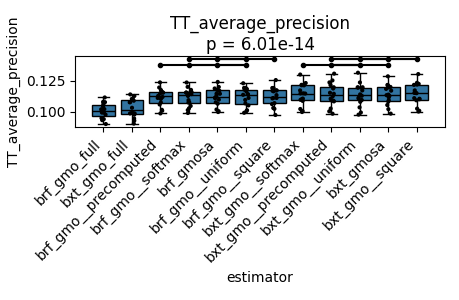 TT_average_precision
p = 6.01e-14
TT_average_precision
0.125
0.100
brf_gmo_full
bxt_gmo_full
brf_gmo__precomputed
brf_gmo__softmax
brf_gmosa
brf_gmo__uniform
brf_gmo__square
bxt_gmo__softmax
bxt_gmo__precomputed
bxt_gmo__uniform
bxt_gmosa
bxt_gmo__square
estimator